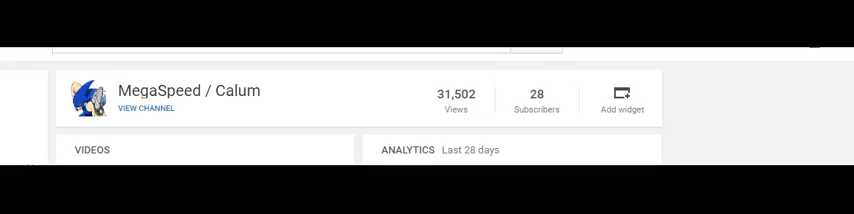 MegaSpeed / Calum
VIEW CHANNEL
31,502
Views
28
Subscribers
Add widget
VIDEOS
ANALYTICS Last 28 days